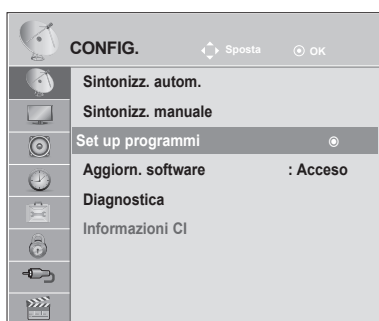 CONFIG. Sposta OK
Sintonizz. autom.
Sintonizz. manuale
Set up programmi
Aggiorn. software : Acceso
Diagnostica
Informazioni CI